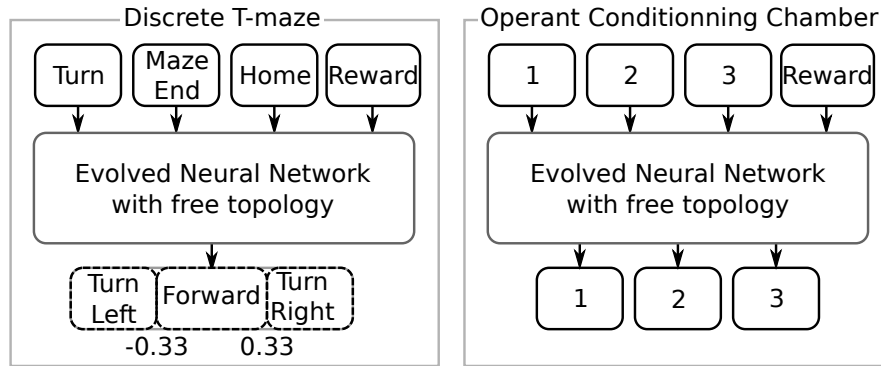 Discrete T-maze
Turn
Maze
End
Home
Reward
Evolved Neural Network
with free topology
Turn
Left
Forward
Turn
Right
-0.33
0.33
Operant Conditionning Chamber
1
2
3
Reward
Evolved Neural Network
with free topology
1
2
3